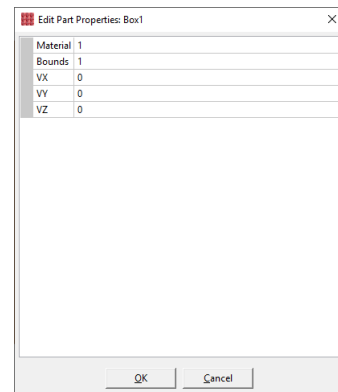 Edit Part Properties: Box1
Material 1
Bounds 1
VX 0
VY 0
VZ 0
OK Cancel